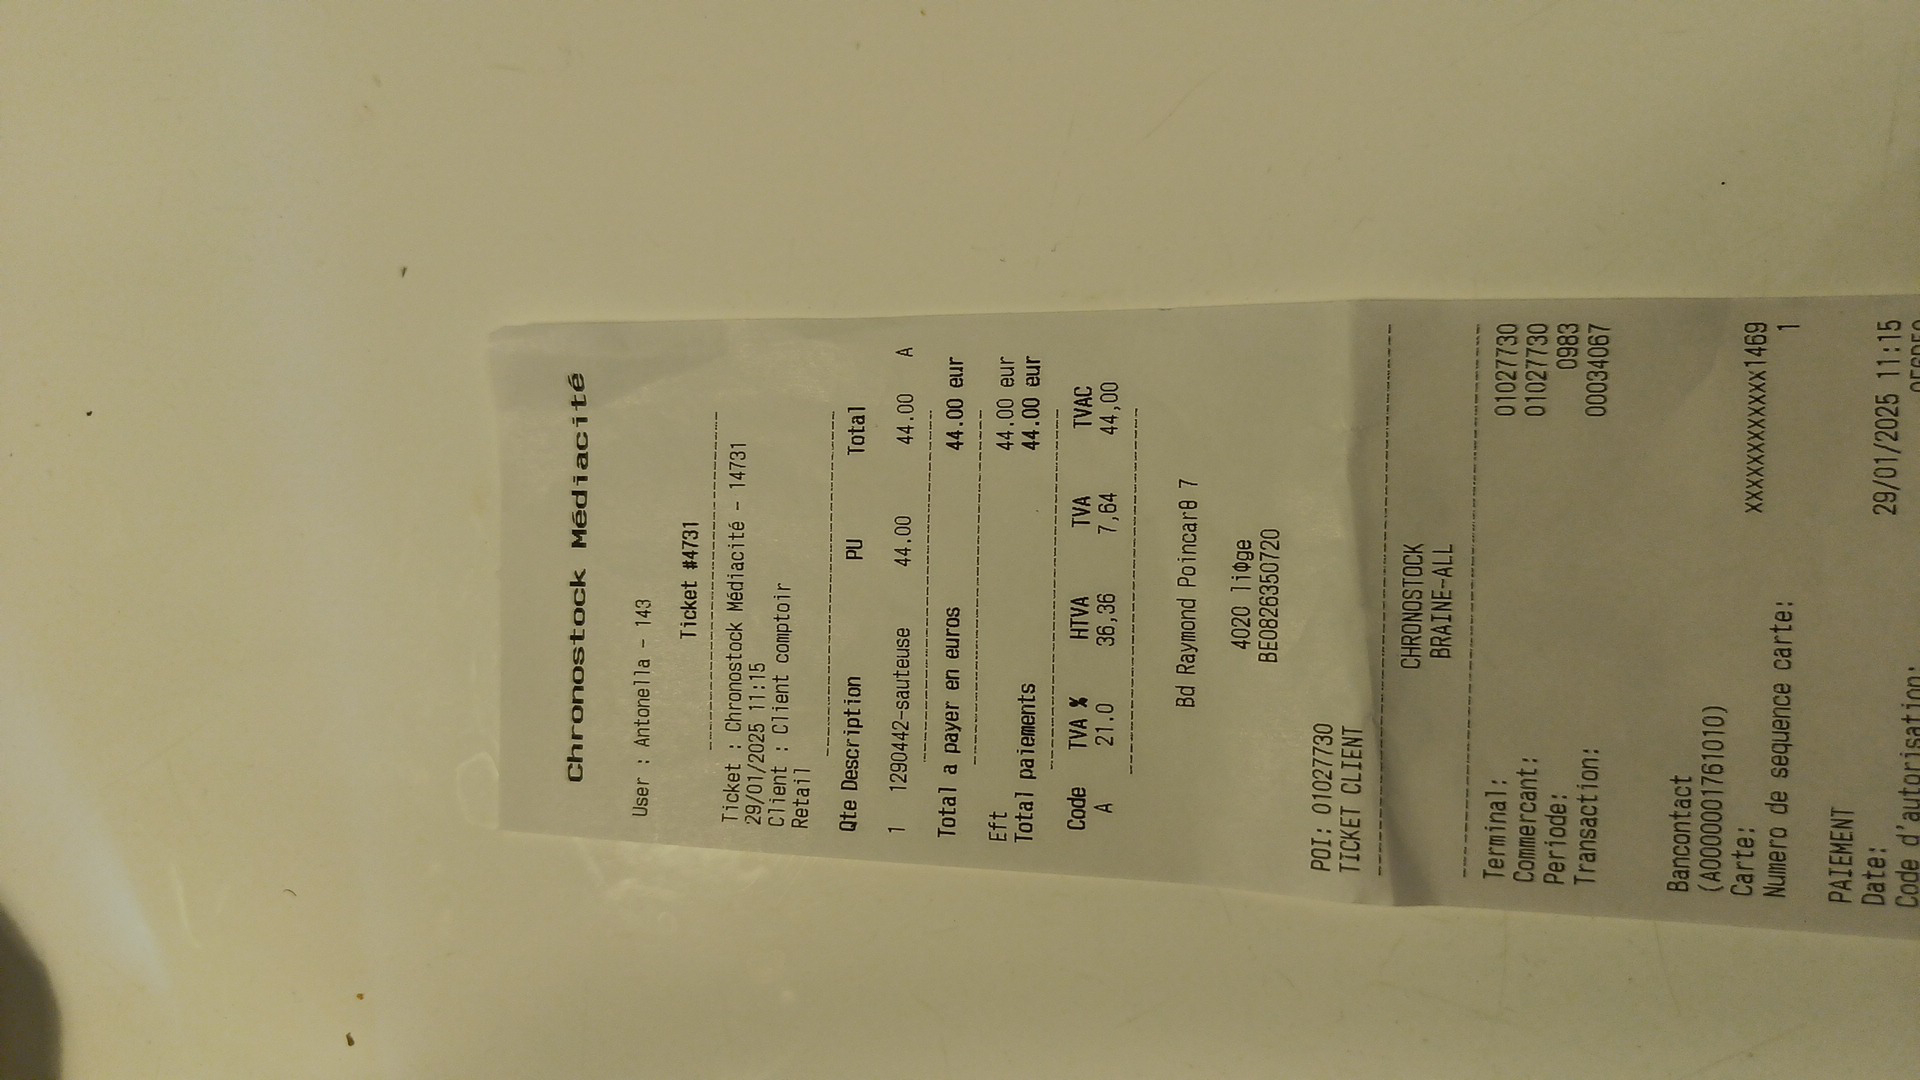 Chronostock Médiacité
User : Antonella - 143
Ticket #4731
Ticket : Chronostock Médiacité - 14731
29/01/2025 11:15
Client : Client comptoir
Retail
Qte Description PU Total
1 1290442-sauteuse 44.00 44.00 A
Total a payer en euros 44.00 eur
Eft 44.00 eur
Total paiements 44.00 eur
Code TVA % HTVA TVA TVAC
A 21.0 36,36 7,64 44,00
Bd Raymond Poincarθ 7
4020 liΦge
BE0826350720
POI: 01027730
TICKET CLIENT
CHRONOSTOCK
BRAINE-ALL
Terminal: 01027730
Commercant: 01027730
Periode: 0983
Transaction: 00034067
Bancontact
(A0000001761010)
Carte: xxxxxxxxxxxxx1469
Numero de sequence carte: 1
PAIEMENT
Date: 29/01/2025 11:15
Code d'autorisation: